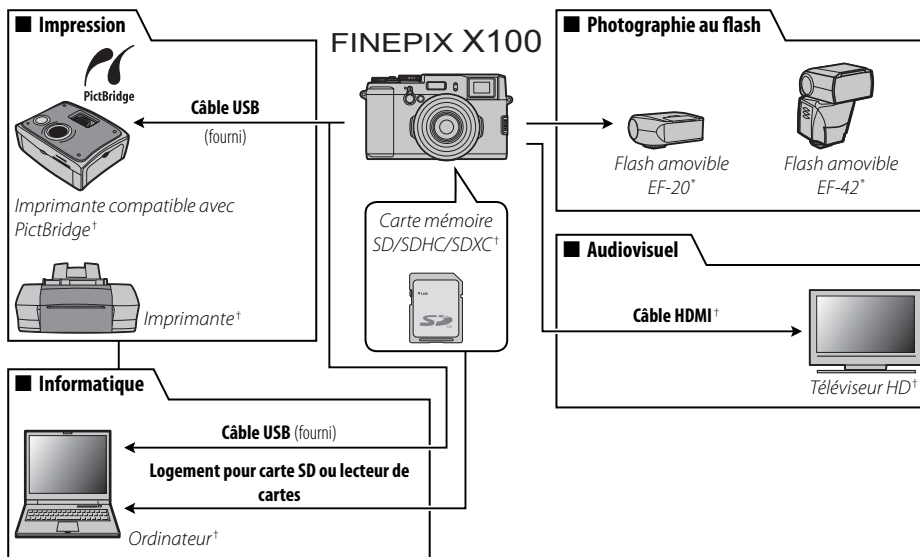 ■ Impression
PictBridge
Câble USB
(fourni)
Imprimante compatible avec
PictBridge†
Imprimante†
FINEPIX X100
Carte mémoire
SD/SDHC/SDXC†
Lock
SD
■ Photographie au flash
Flash amovible
EF-20*
Flash amovible
EF-42*
■ Audiovisuel
Câble HDMI†
Téléviseur HD†
■ Informatique
Câble USB (fourni)
Logement pour carte SD ou lecteur de
cartes
Ordinateur†